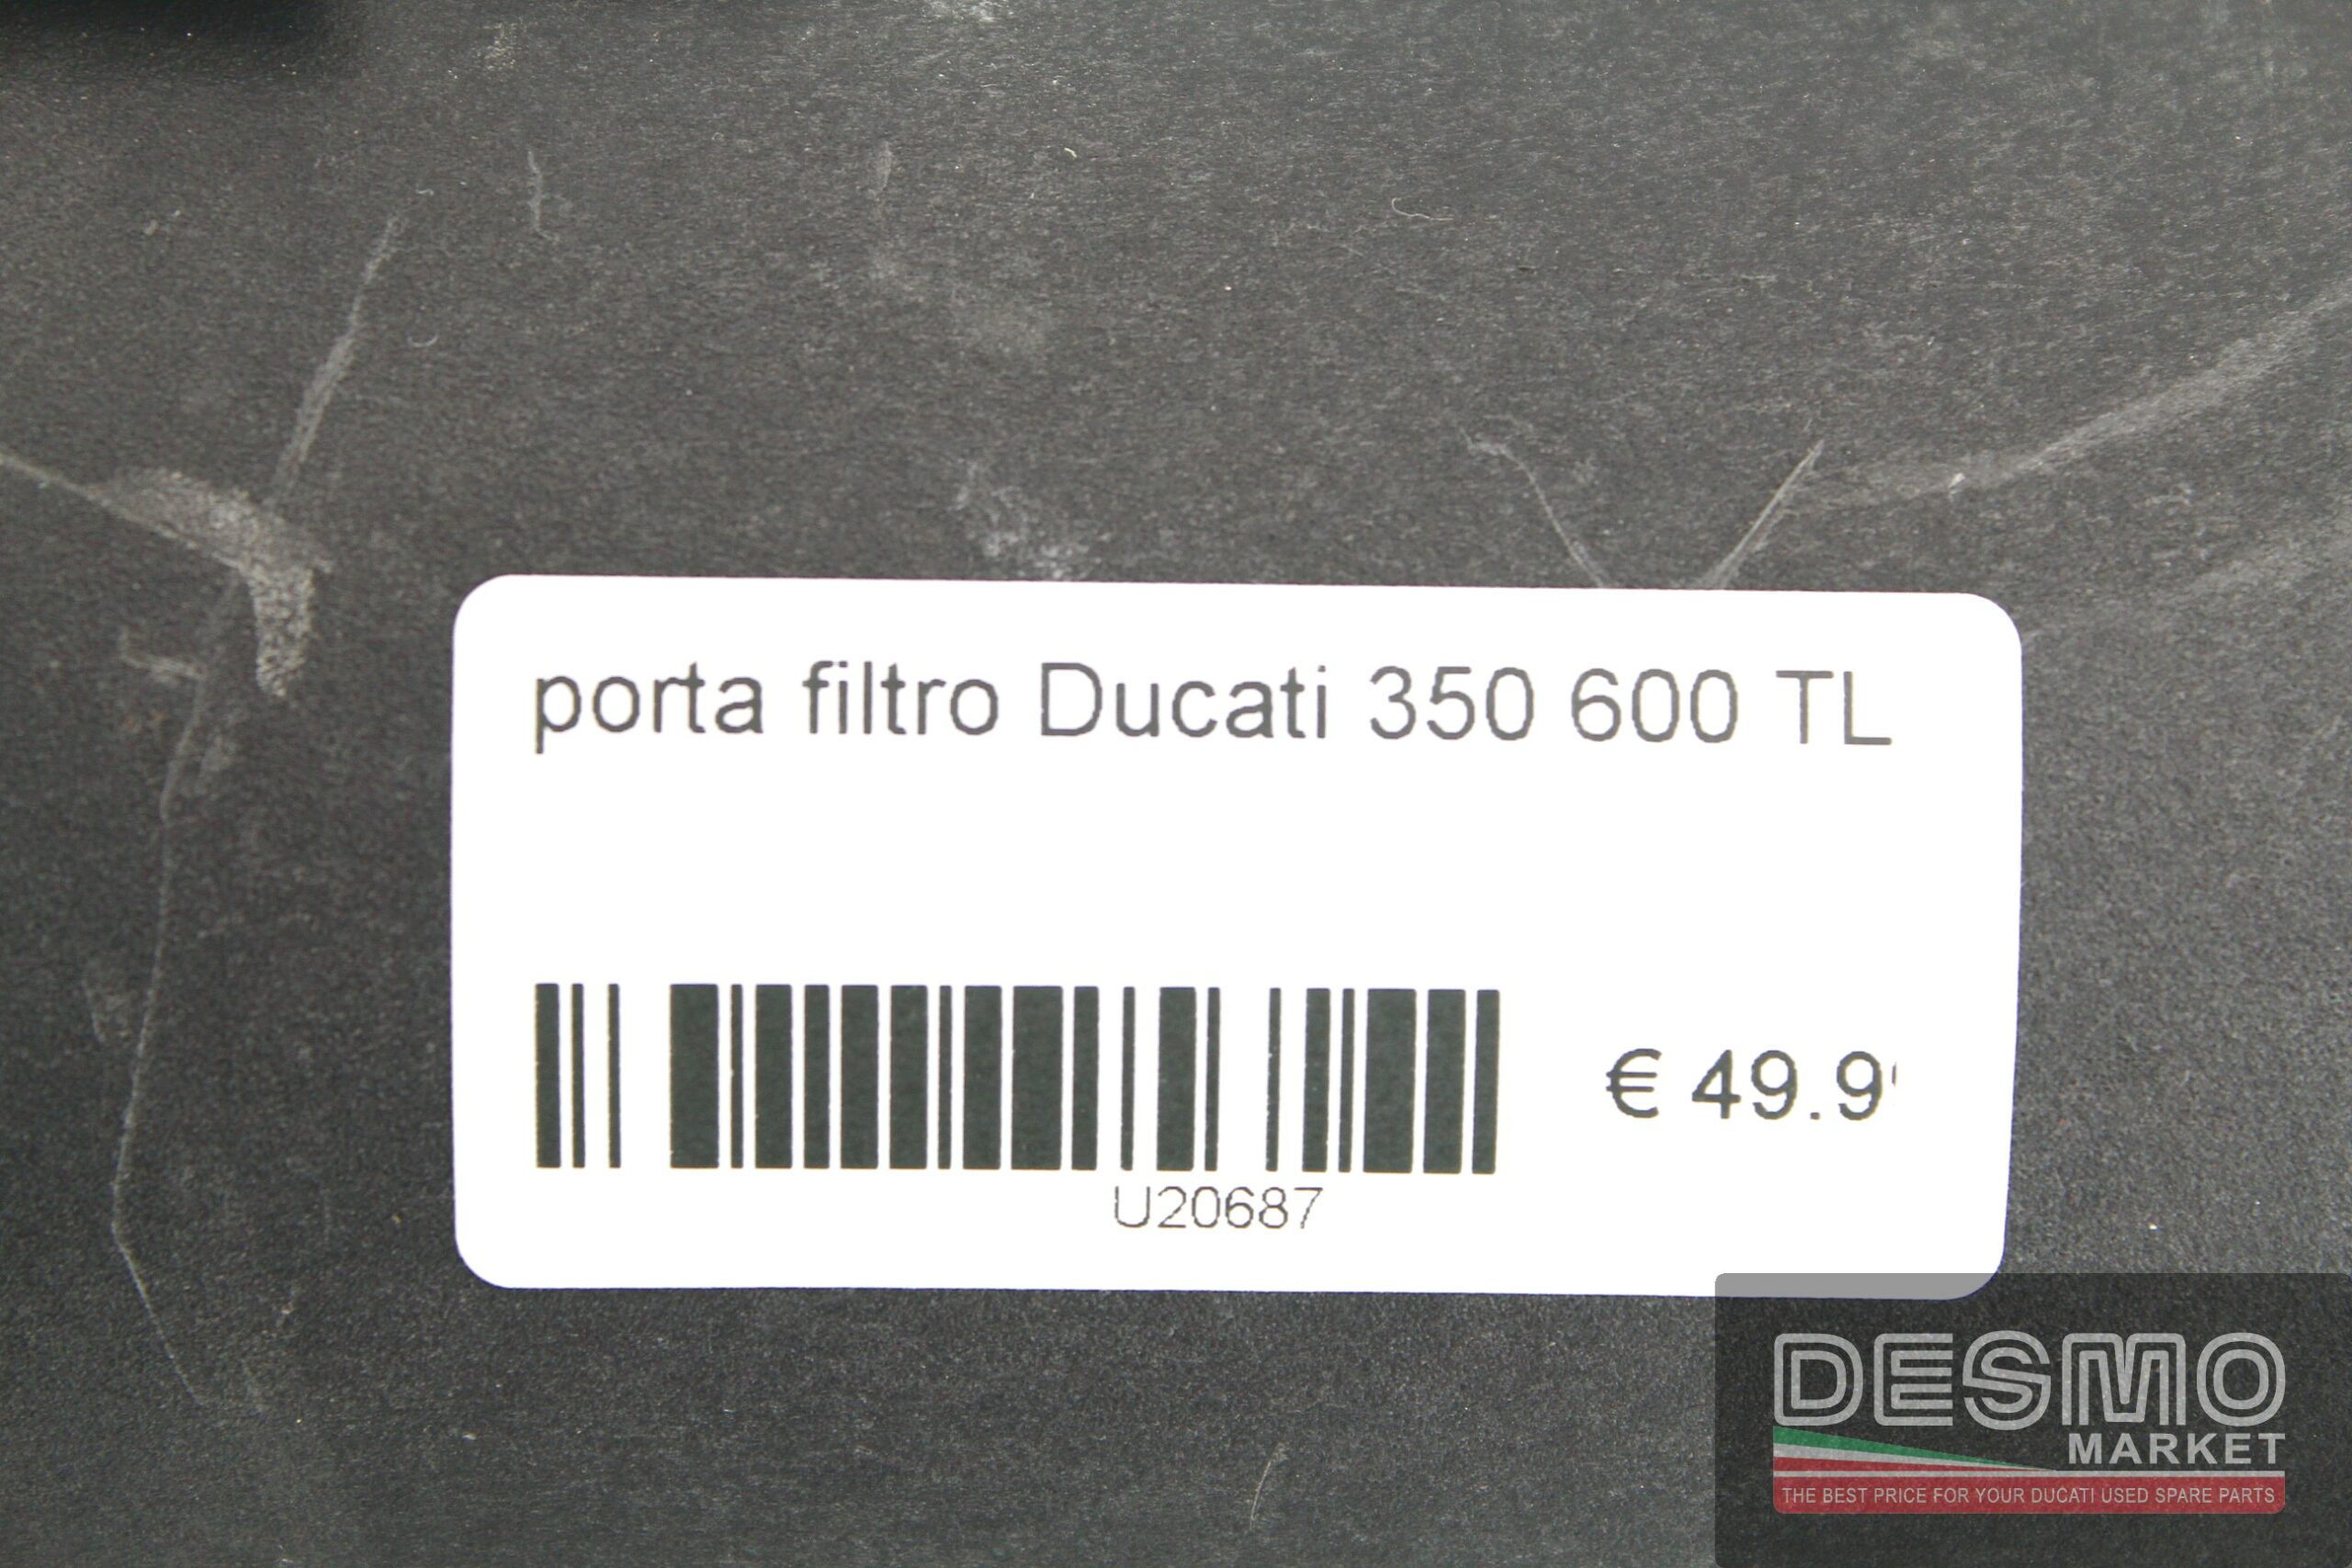 porta filtro Ducati 350 600 TL
€ 49.9
U20687
DESMO
MARKET
THE BEST PRICE FOR YOUR DUCATI USED SPARE PARTS